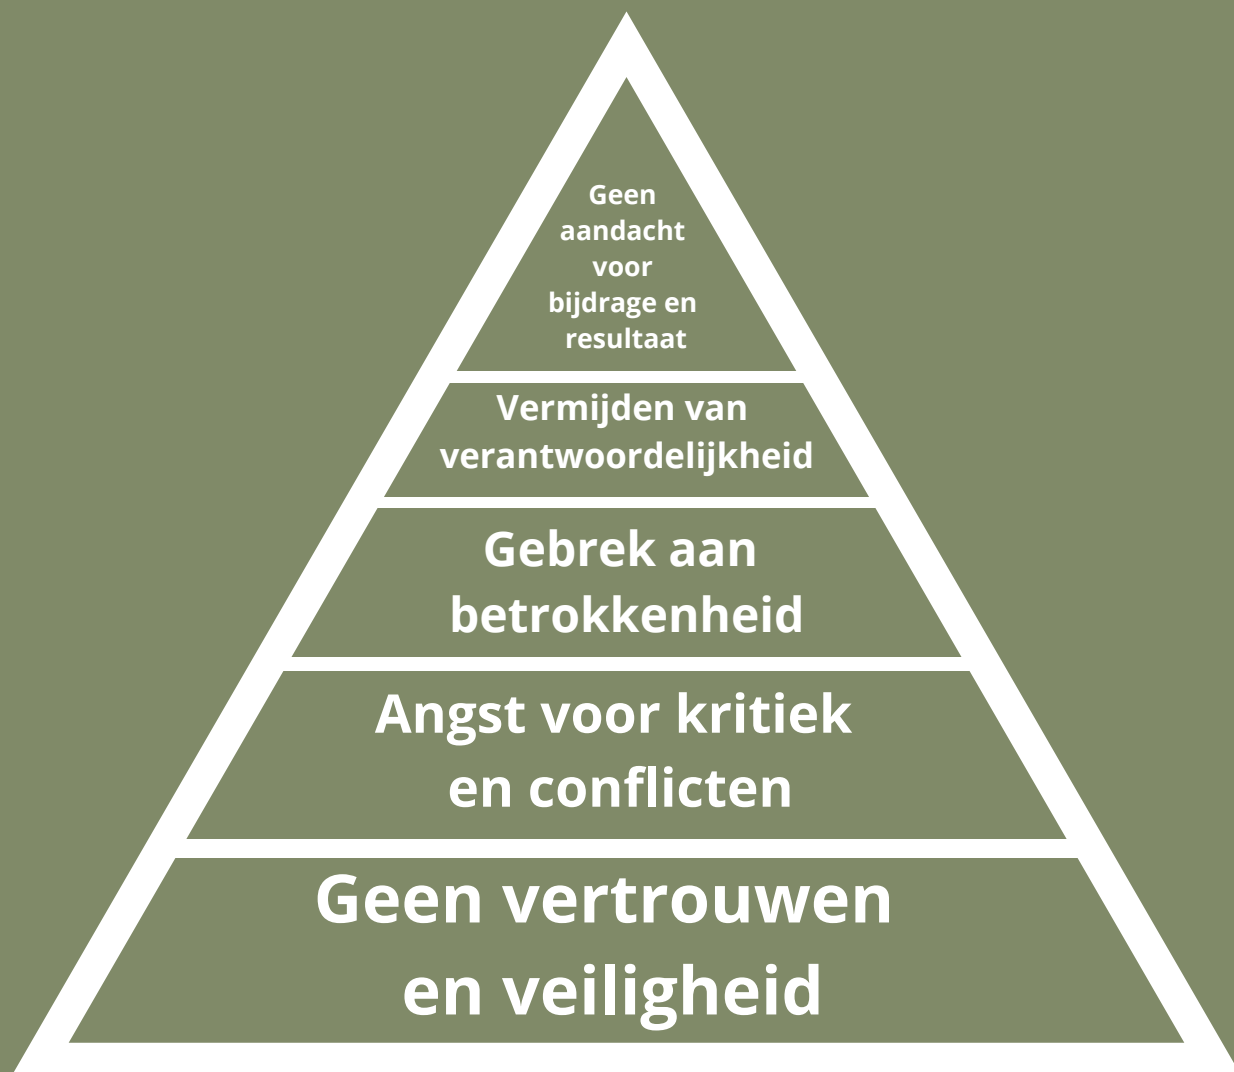 Geen
aandacht
voor
bijdrage en
resultaat
Vermijden van
verantwoordelijkheid
Gebrek aan
betrokkenheid
Angst voor kritiek
en conflicten
Geen vertrouwen
en veiligheid